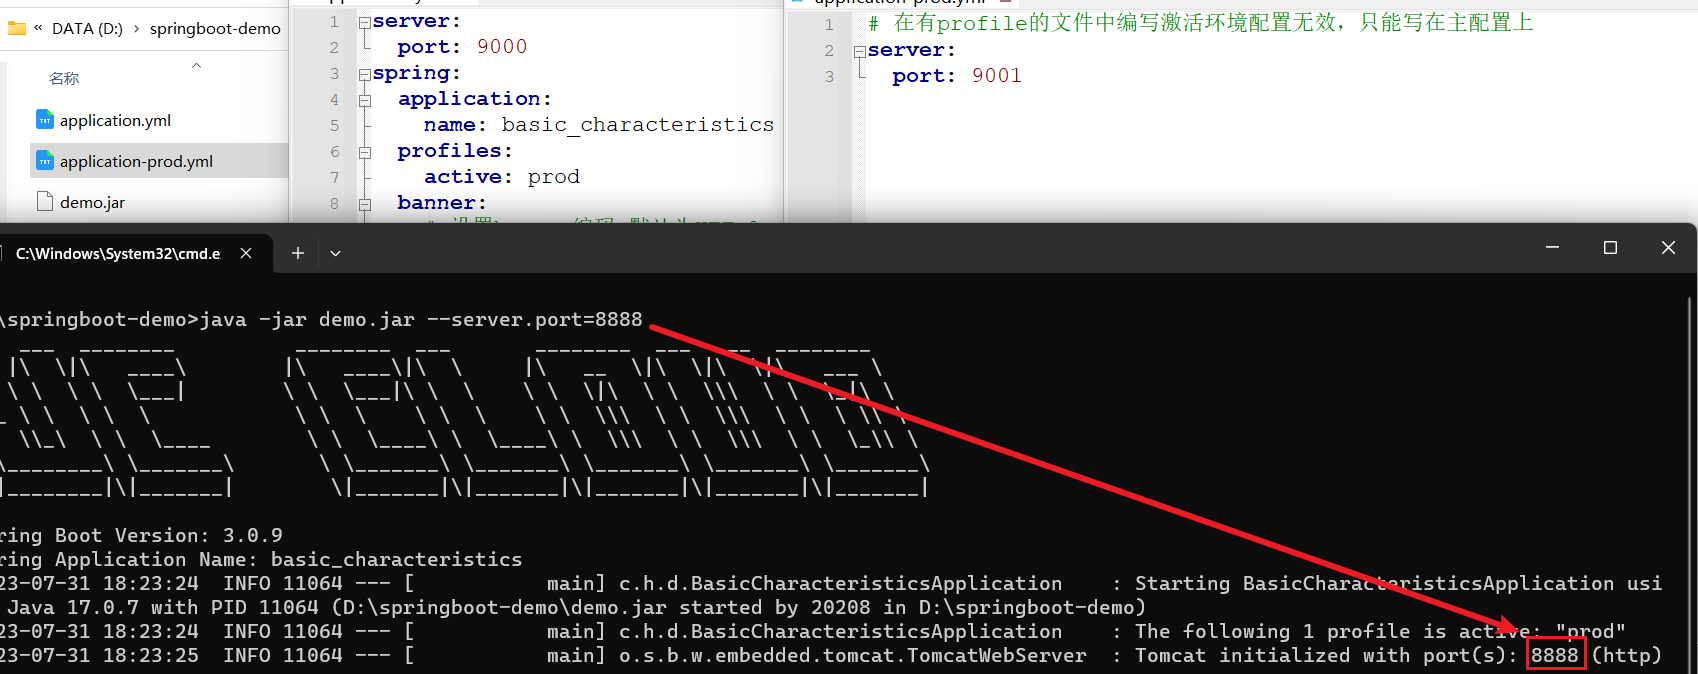 « DATA (D:) › springboot-demo
名称
application.yml
application-prod.yml
demo.jar
1 server:
2 port: 9000
3 spring:
4 application:
5 name: basic_characteristics
6 profiles:
7 active: prod
8 banner:
application-prod.yml
1 # 在有profile的文件中编写激活环境配置无效，只能写在主配置上
2 server:
3 port: 9001
C:\Windows\System32\cmd.e
\springboot-demo>java -jar demo.jar --server.port=8888
ring Boot Version: 3.0.9
ring Application Name: basic_characteristics
23-07-31 18:23:24 INFO 11064 --- [ main] c.h.d.BasicCharacteristicsApplication : Starting BasicCharacteristicsApplication usi
Java 17.0.7 with PID 11064 (D:\springboot-demo\demo.jar started by 20208 in D:\springboot-demo)
23-07-31 18:23:24 INFO 11064 --- [ main] c.h.d.BasicCharacteristicsApplication : The following 1 profile is active: "prod"
23-07-31 18:23:25 INFO 11064 --- [ main] o.s.b.w.embedded.tomcat.TomcatWebServer : Tomcat initialized with port(s): 8888 (http)